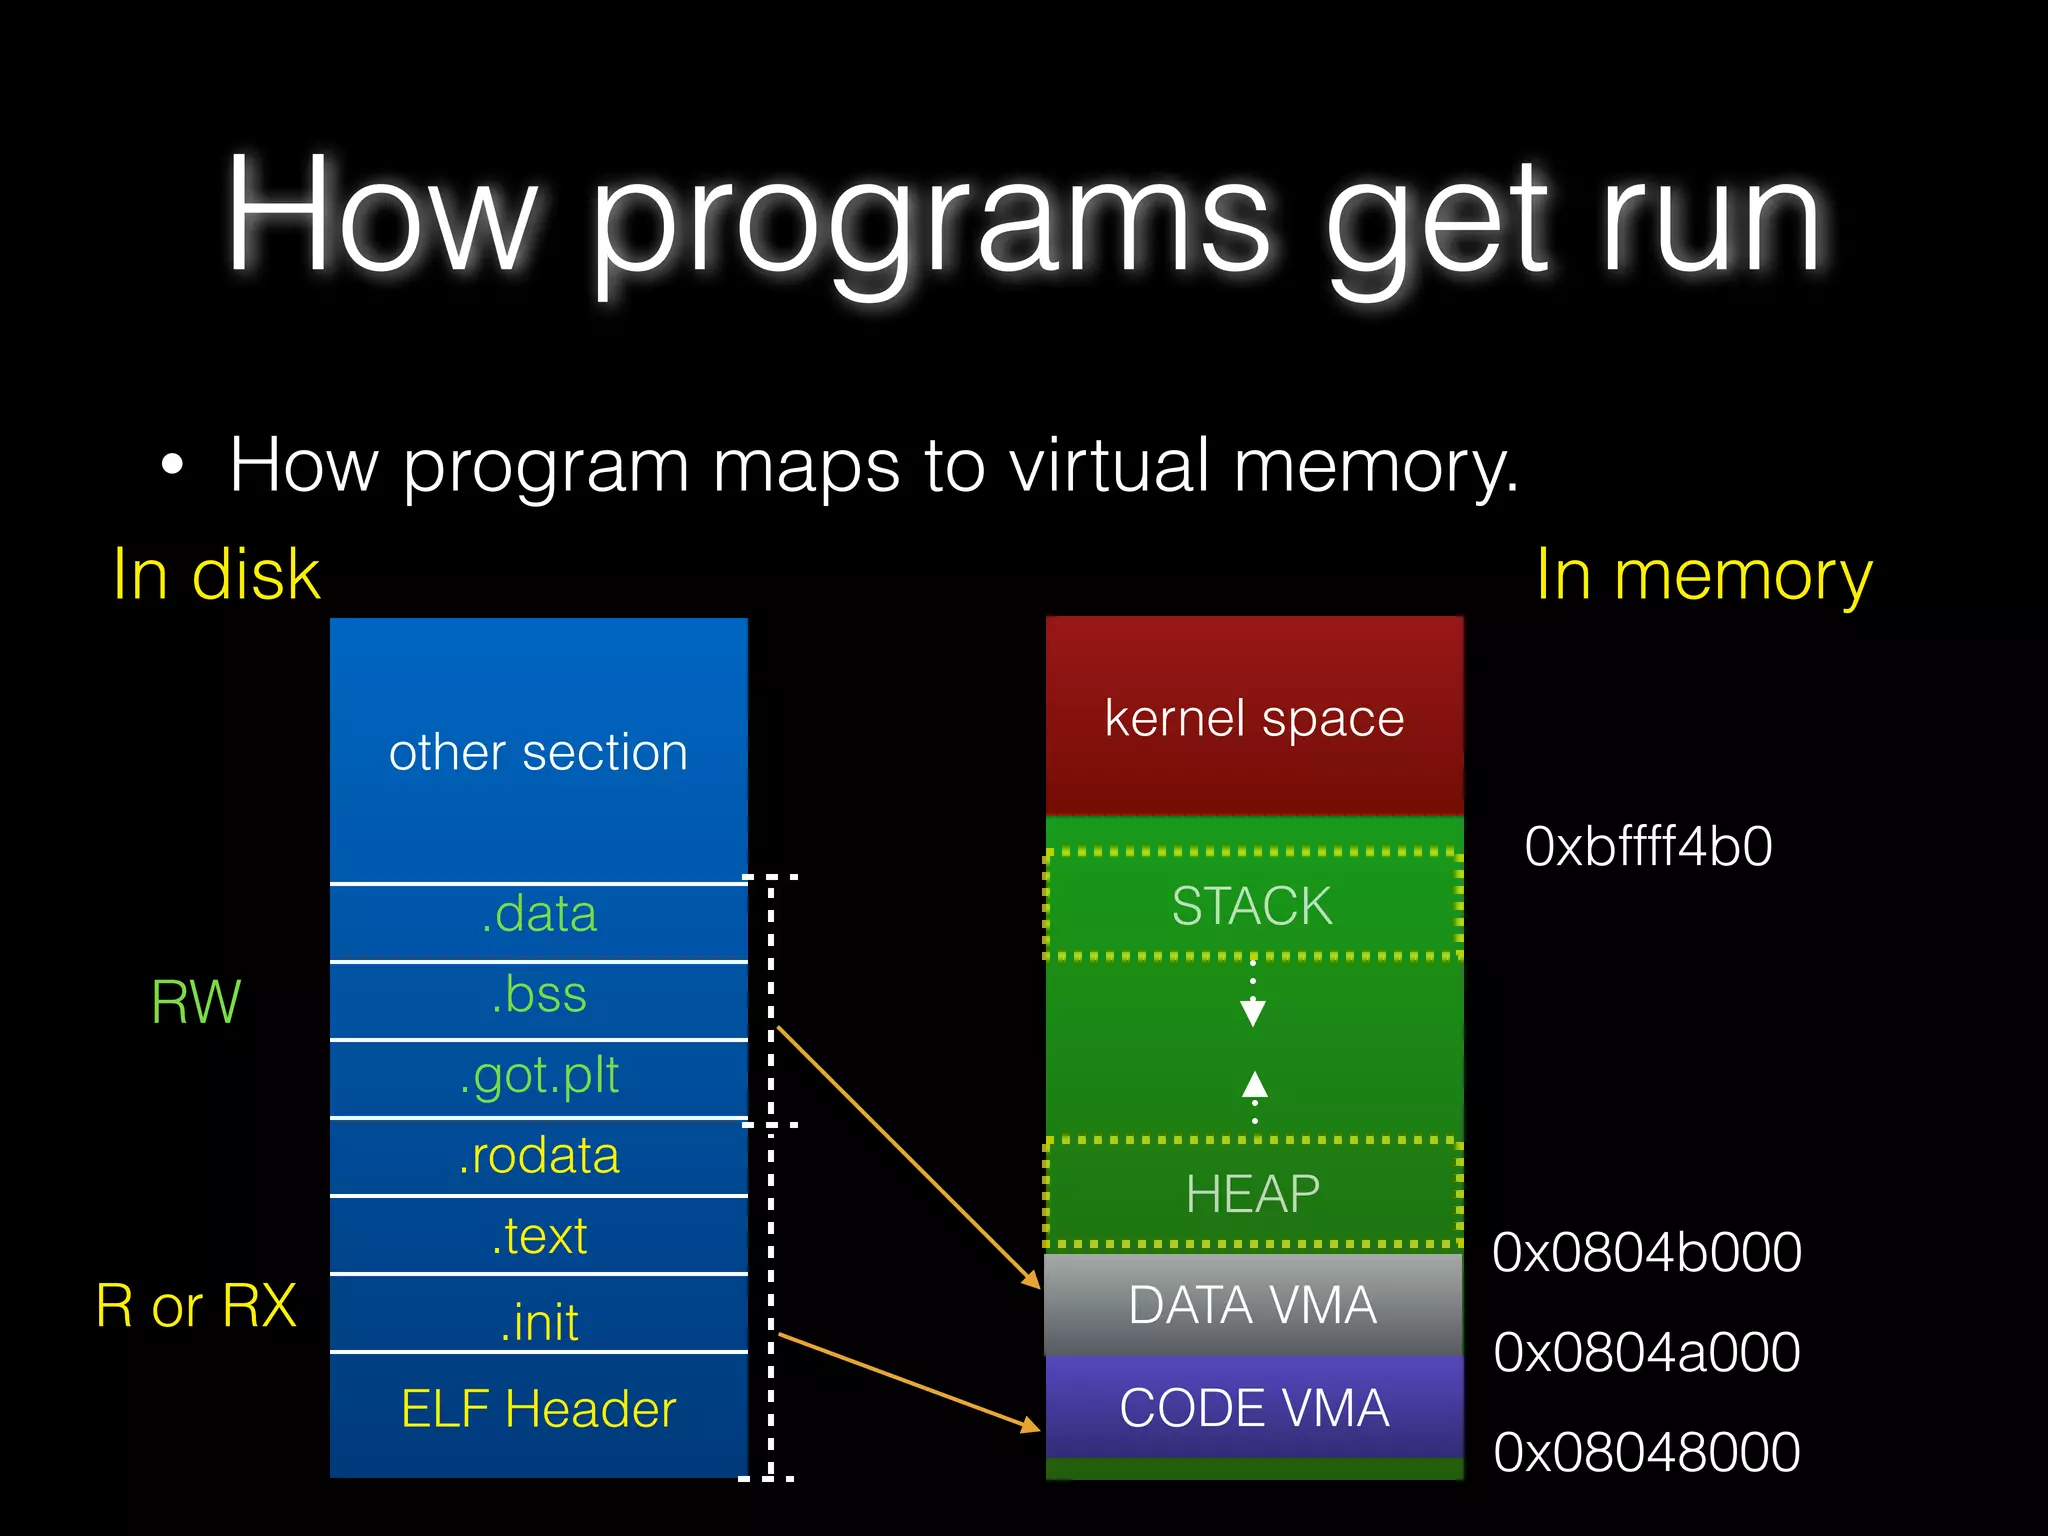 How programs get run
• How program maps to virtual memory.
In disk
In memory
other section
.data
.bss
.got.plt
.rodata
.text
.init
ELF Header
RW
R or RX
kernel space
STACK
HEAP
DATA VMA
CODE VMA
0xbffff4b0
0x0804b000
0x0804a000
0x08048000